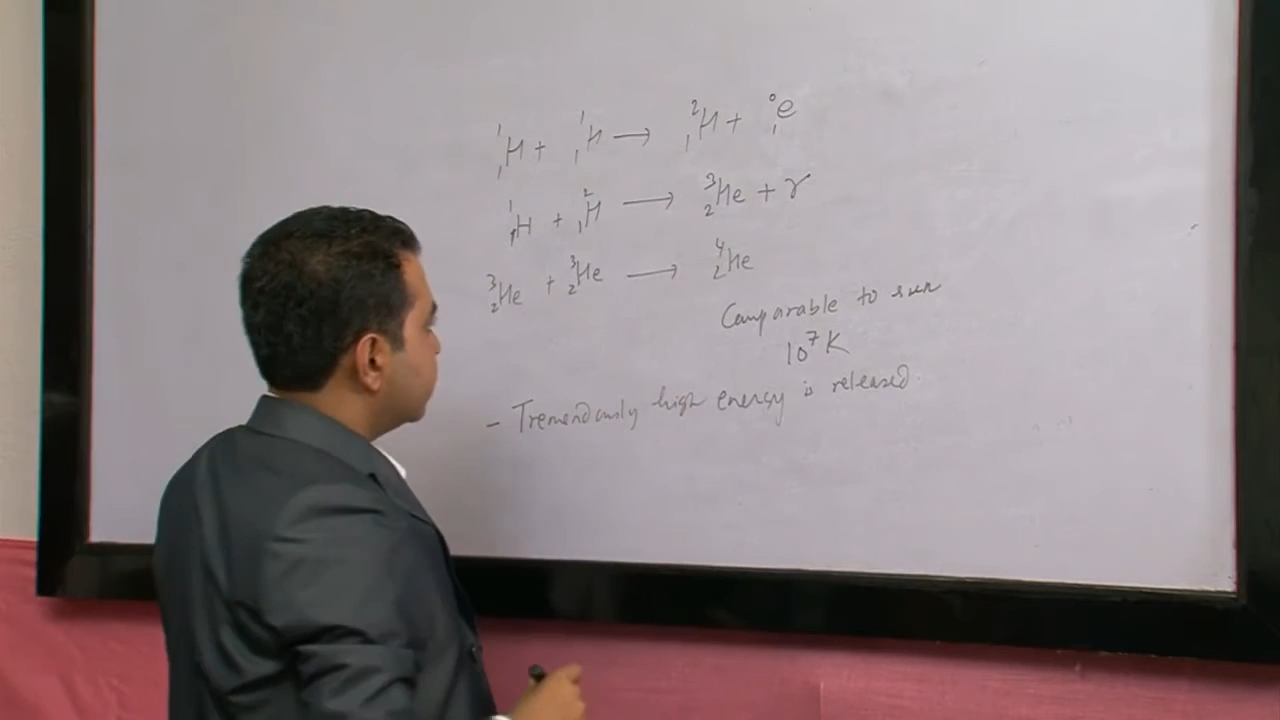 ¹₁H + ¹₁H ⟶ ²₁H + ⁰₁e
¹₁H + ²₁H ⟶ ³₂He + γ
³₂He + ³₂He ⟶ ⁴₂He
Comparable to sun
10⁷ K
- Tremendously high energy is released.